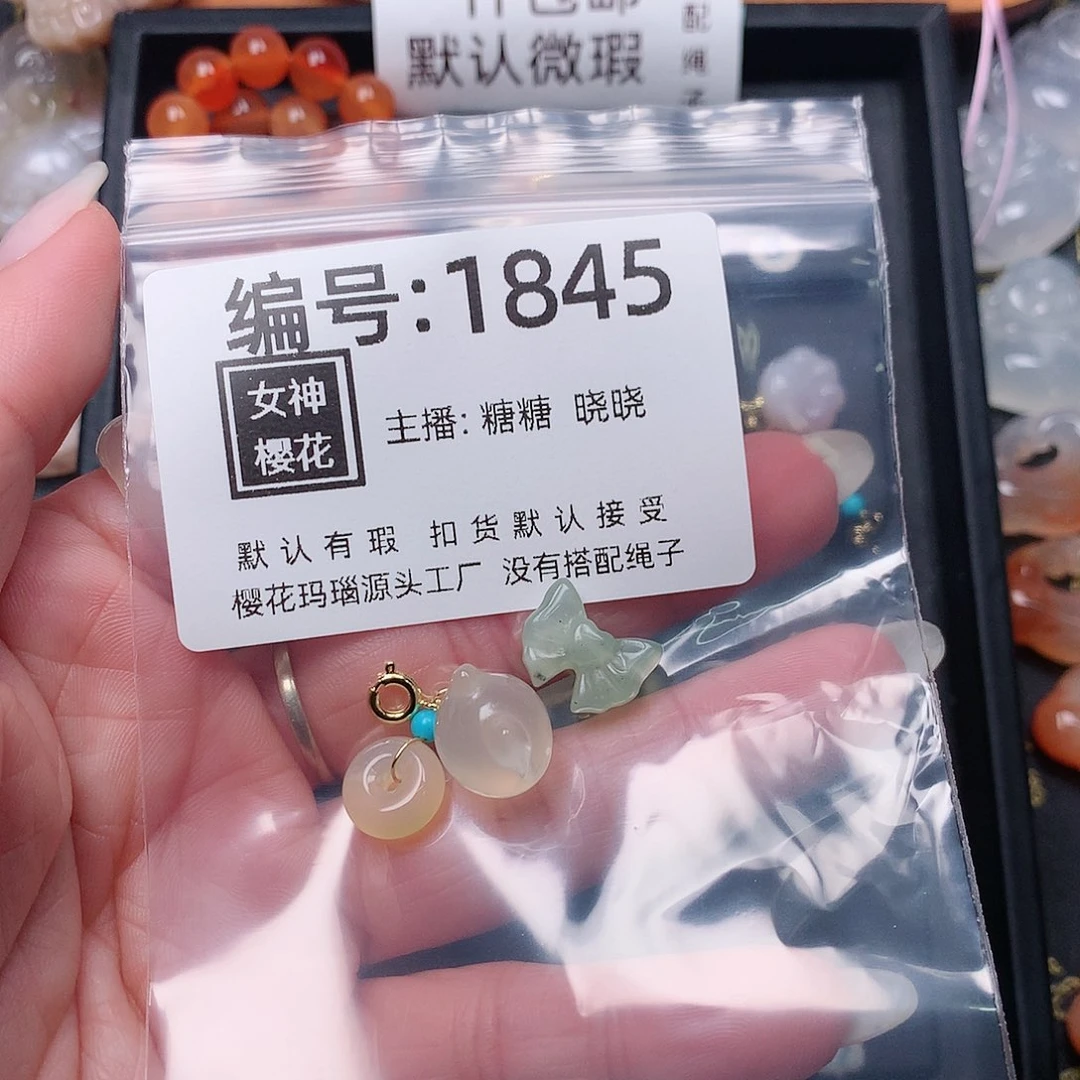 默认微瑕
配绳
编号:1845
女神
樱花
主播: 糖糖 晓晓
默认有瑕 扣货默认接受
樱花玛瑙源头工厂 没有搭配绳子